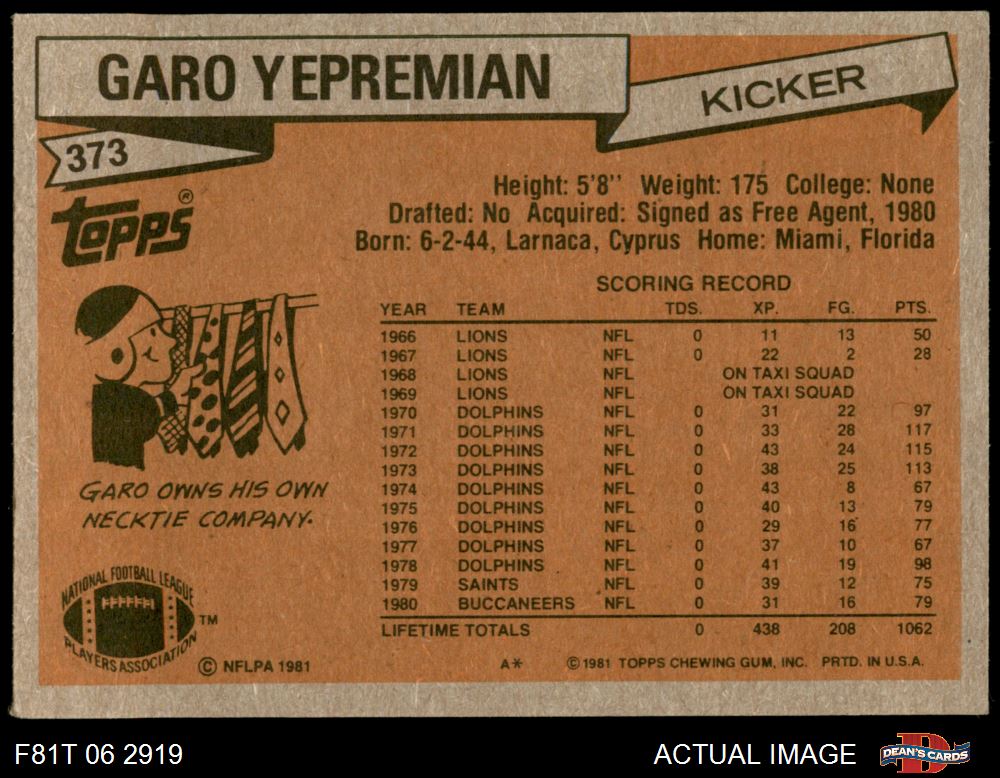 GARO YEPREMIAN
KICKER
373
topps®
Height: 5'8'' Weight: 175 College: None
Drafted: No Acquired: Signed as Free Agent, 1980
Born: 6-2-44, Larnaca, Cyprus Home: Miami, Florida
SCORING RECORD
YEAR TEAM TDS. XP. FG. PTS.
1966 LIONS NFL 0 11 13 50
1967 LIONS NFL 0 22 2 28
1968 LIONS NFL ON TAXI SQUAD
1969 LIONS NFL ON TAXI SQUAD
1970 DOLPHINS NFL 0 31 22 97
1971 DOLPHINS NFL 0 33 28 117
1972 DOLPHINS NFL 0 43 24 115
1973 DOLPHINS NFL 0 38 25 113
1974 DOLPHINS NFL 0 43 8 67
1975 DOLPHINS NFL 0 40 13 79
1976 DOLPHINS NFL 0 29 16 77
1977 DOLPHINS NFL 0 37 10 67
1978 DOLPHINS NFL 0 41 19 98
1979 SAINTS NFL 0 39 12 75
1980 BUCCANEERS NFL 0 31 16 79
LIFETIME TOTALS 0 438 208 1062
GARO OWNS HIS OWN
NECKTIE COMPANY.
NATIONAL FOOTBALL LEAGUE
PLAYERS ASSOCIATION
TM
© NFLPA 1981
A* © 1981 TOPPS CHEWING GUM, INC. PRTD. IN U.S.A.
F81T 06 2919
ACTUAL IMAGE
D
DEAN'S CARDS